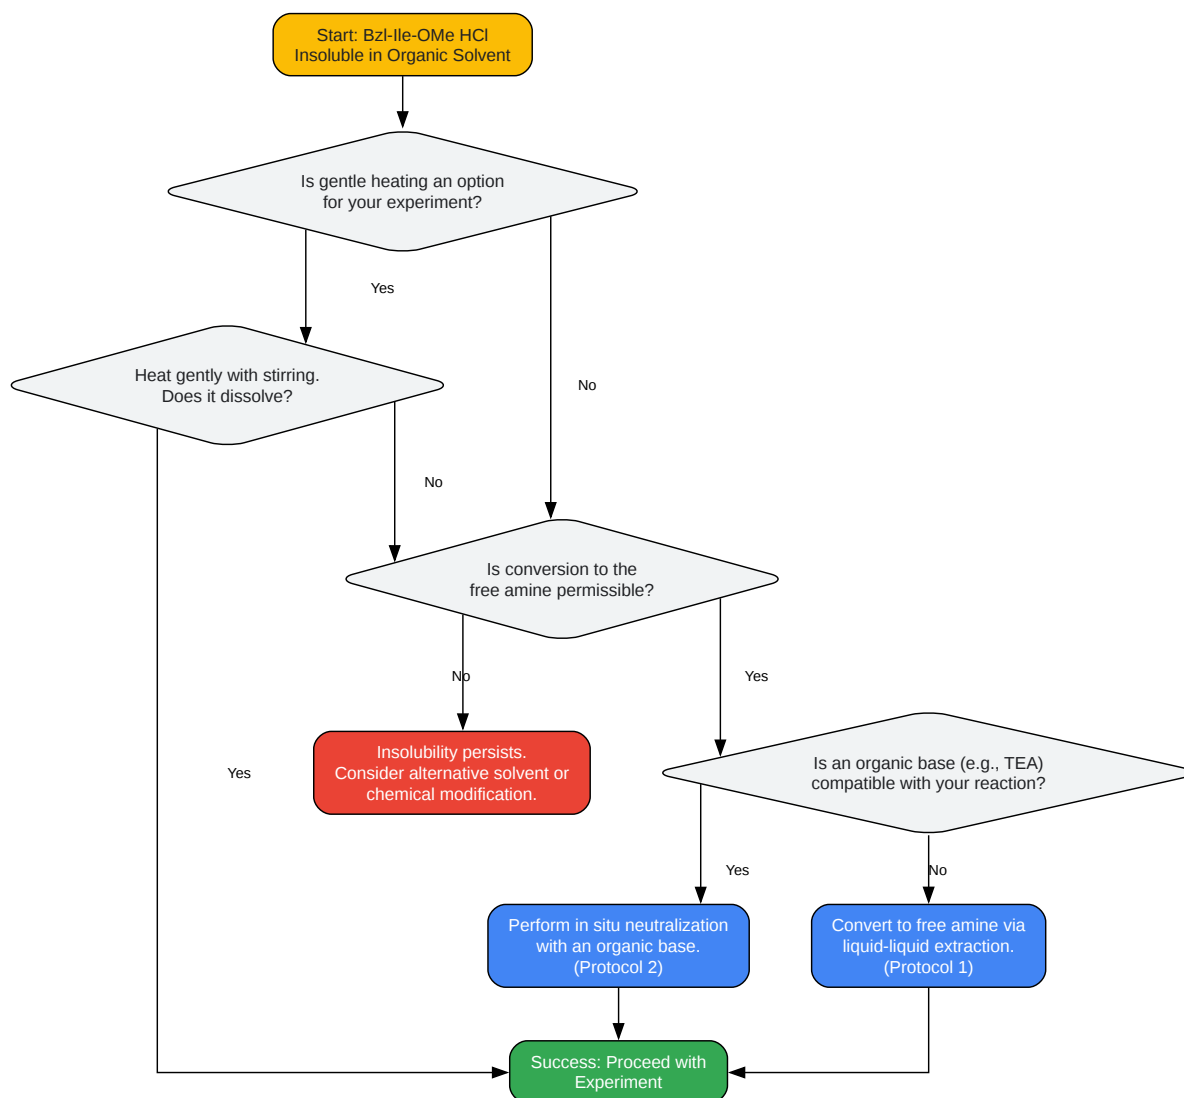 Start: Bzl-Ile-OMe HCl
Insoluble in Organic Solvent
Is gentle heating an option
for your experiment?
Yes
Heat gently with stirring.
Does it dissolve?
No
No
Is conversion to the
free amine permissible?
No
Yes
Insolubility persists.
Consider alternative solvent or
chemical modification.
Yes
Is an organic base (e.g., TEA)
compatible with your reaction?
Yes
No
Perform in situ neutralization
with an organic base.
(Protocol 2)
Convert to free amine via
liquid-liquid extraction.
(Protocol 1)
Success: Proceed with
Experiment